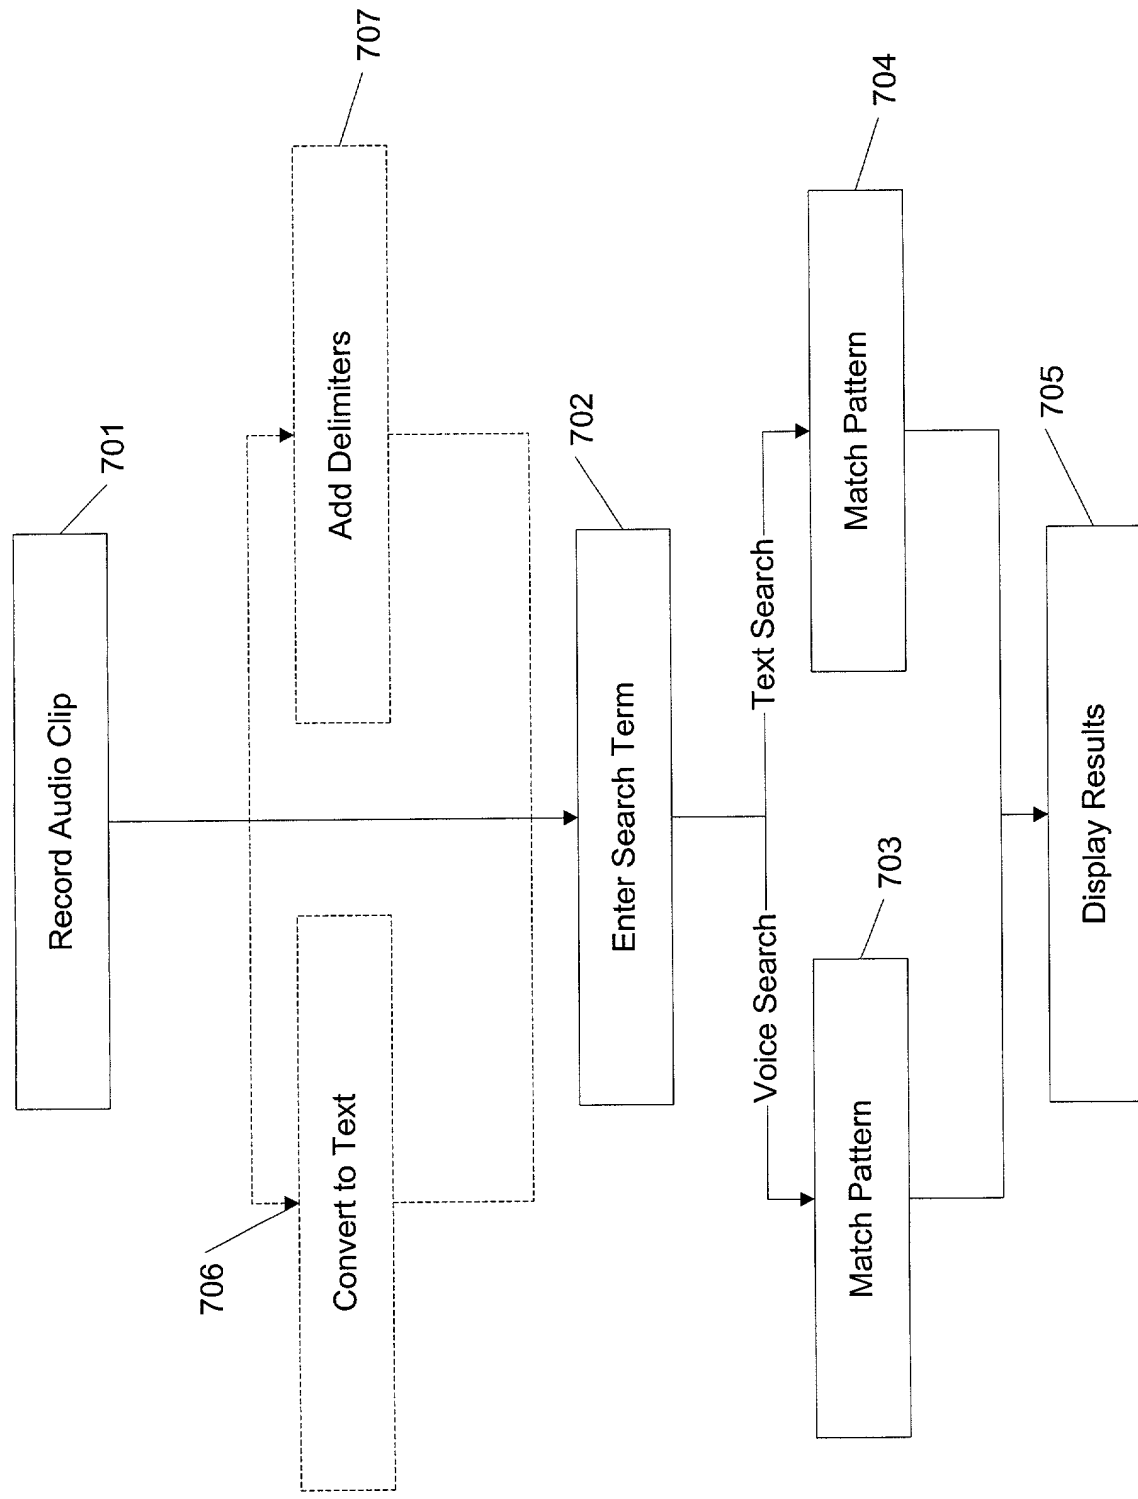 Record Audio Clip
701
706
Convert to Text
Add Delimiters
707
Enter Search Term
702
Voice Search
Text Search
Match Pattern
703
Match Pattern
704
Display Results
705